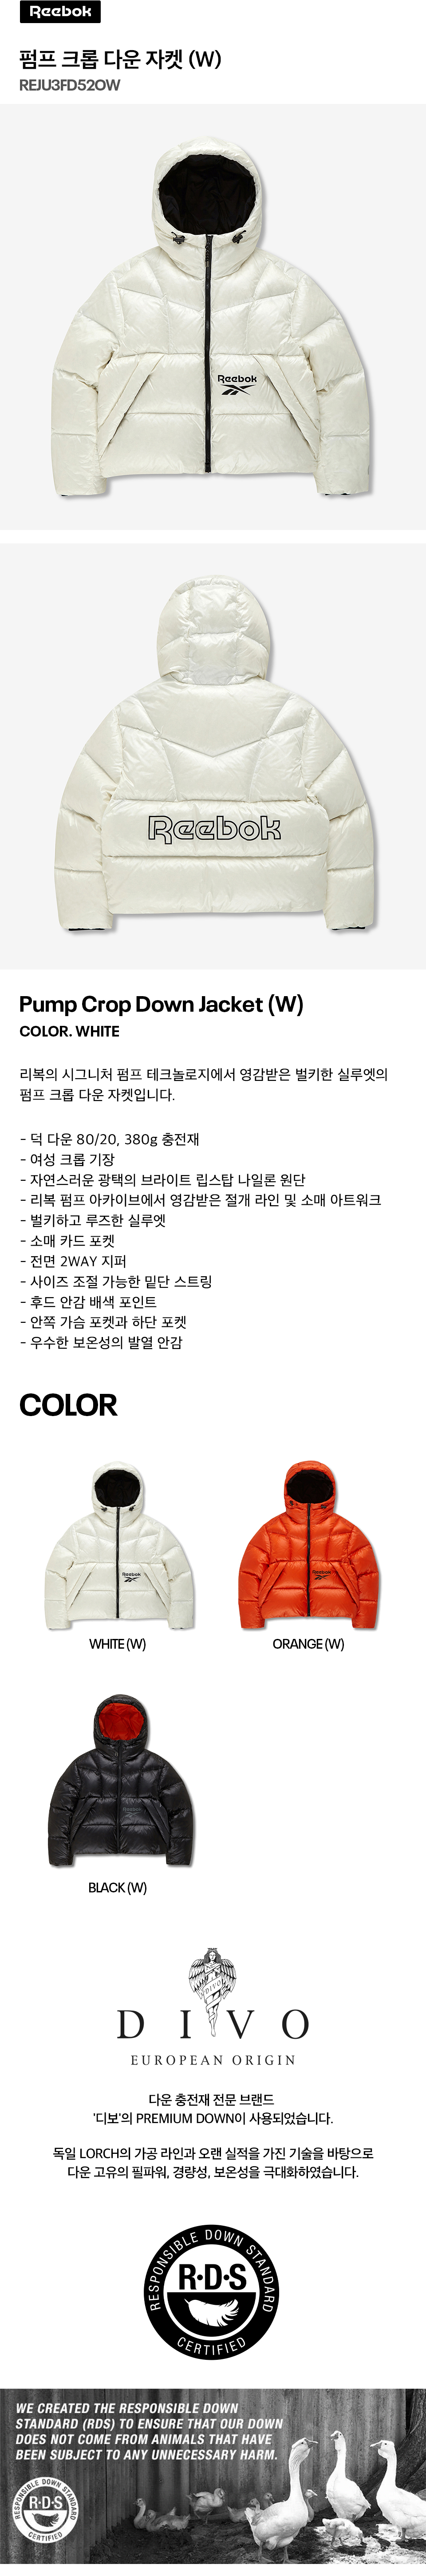 Reebok
펌프 크롭 다운 자켓 (W)
REJU3FD52OW
Reebok
Reebok
Pump Crop Down Jacket (W)
COLOR. WHITE
리복의 시그니처 펌프 테크놀로지에서 영감받은 벌키한 실루엣의
펌프 크롭 다운 자켓입니다.
- 덕 다운 80/20, 380g 충전재
- 여성 크롭 기장
- 자연스러운 광택의 브라이트 립스탑 나일론 원단
- 리복 펌프 아카이브에서 영감받은 절개 라인 및 소매 아트워크
- 벌키하고 루즈한 실루엣
- 소매 카드 포켓
- 전면 2WAY 지퍼
- 사이즈 조절 가능한 밑단 스트링
- 후드 안감 배색 포인트
- 안쪽 가슴 포켓과 하단 포켓
- 우수한 보온성의 발열 안감
COLOR
Reebok
Reebok
WHITE (W)
ORANGE (W)
Reebok
BLACK (W)
DIVO
DIVO
EUROPEAN ORIGIN
다운 충전재 전문 브랜드
'디보'의 PREMIUM DOWN이 사용되었습니다.
독일 LORCH의 가공 라인과 오랜 실적을 가진 기술을 바탕으로
다운 고유의 필파워, 경량성, 보온성을 극대화하였습니다.
RESPONSIBLE DOWN STANDARD
R·D·S
CERTIFIED
WE CREATED THE RESPONSIBLE DOWN
STANDARD (RDS) TO ENSURE THAT OUR DOWN
DOES NOT COME FROM ANIMALS THAT HAVE
BEEN SUBJECT TO ANY UNNECESSARY HARM.
RESPONSIBLE DOWN STANDARD
R·D·S
CERTIFIED